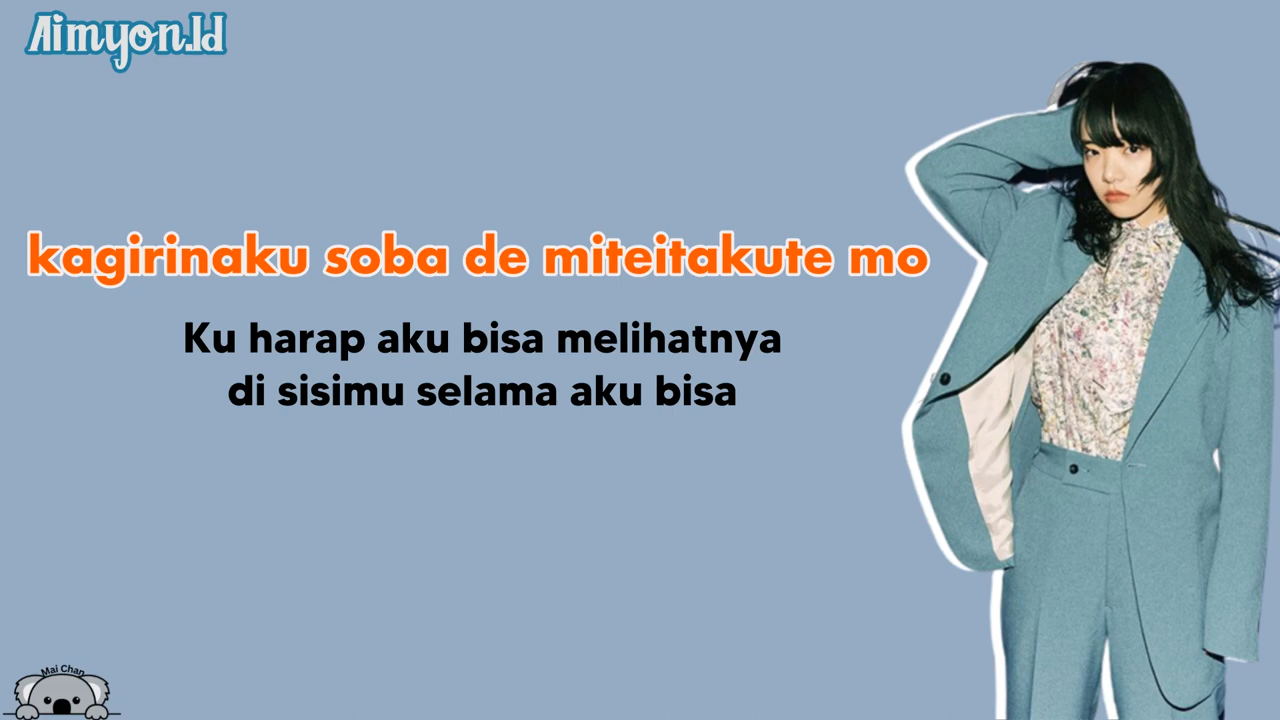 Aimyon.Id
kagirinaku soba de miteitakute mo
Ku harap aku bisa melihatnya
di sisimu selama aku bisa
Mai Chan